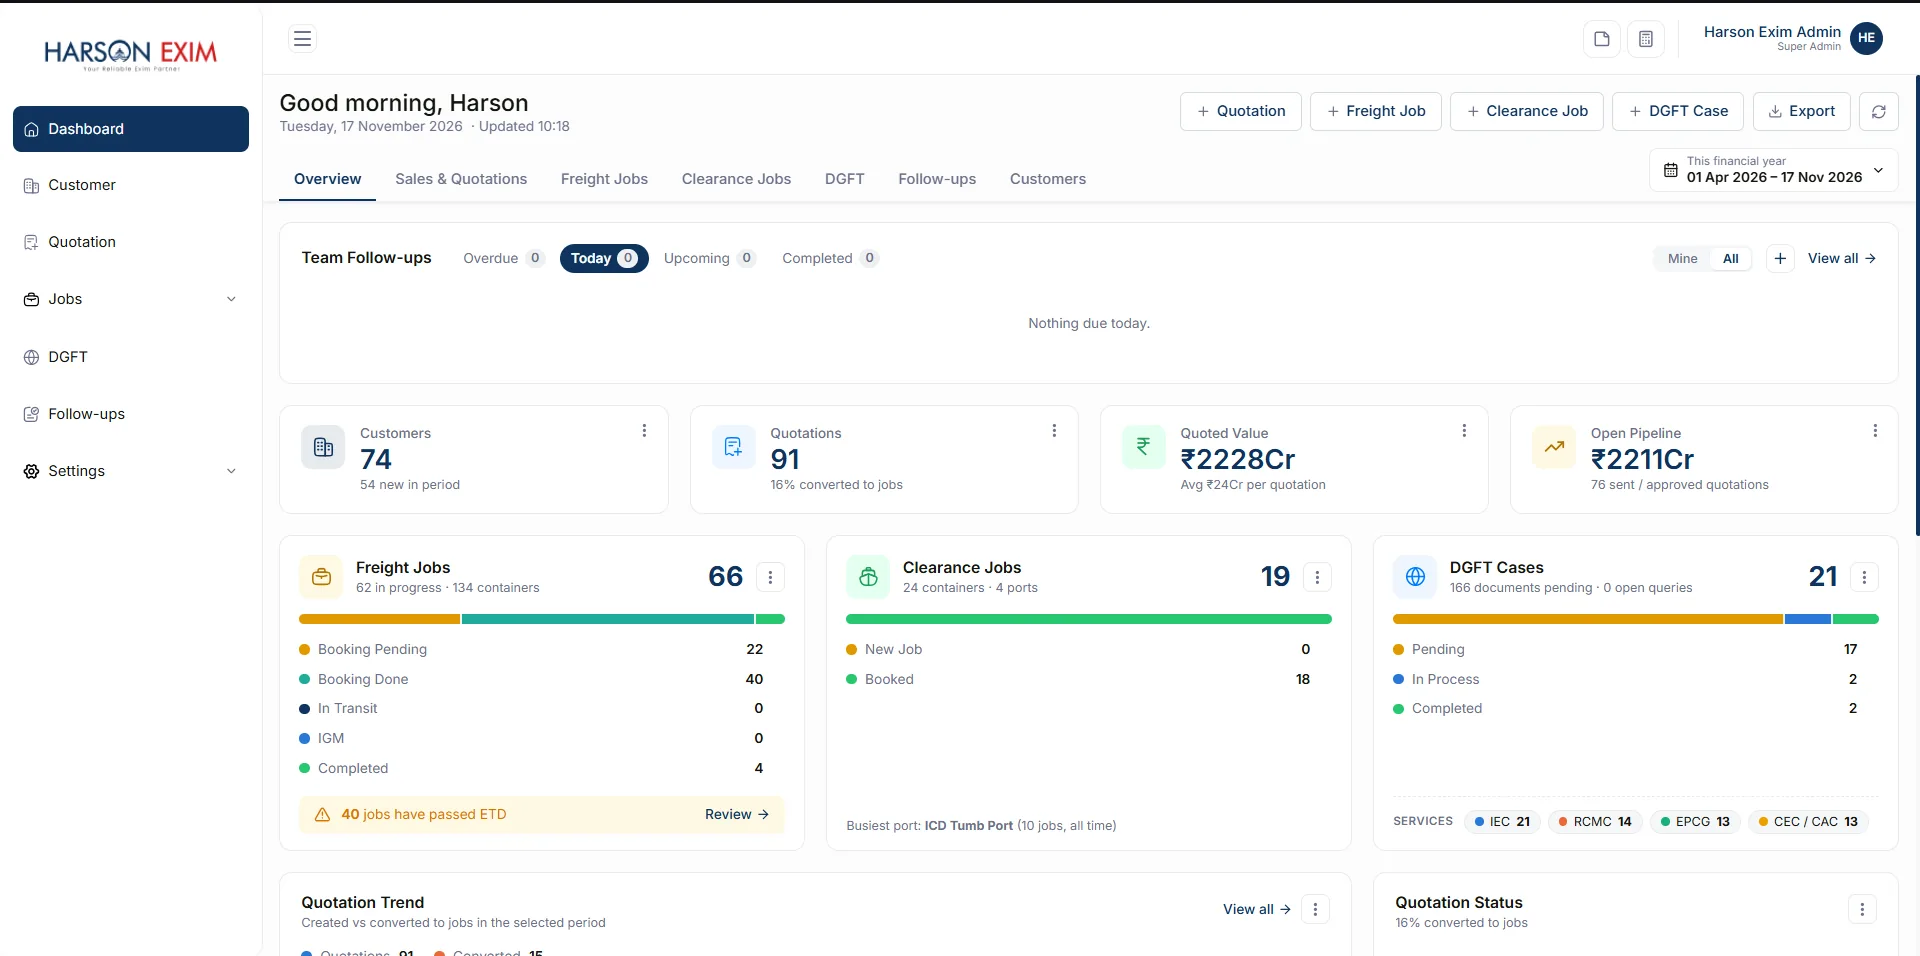 HARSON EXIM
Your Reliable Exim Partner
Harson Exim Admin
Super Admin
HE
Dashboard
Customer
Quotation
Jobs
DGFT
Follow-ups
Settings
Good morning, Harson
Tuesday, 17 November 2026 · Updated 10:18
+ Quotation
+ Freight Job
+ Clearance Job
+ DGFT Case
Export
Overview
Sales & Quotations
Freight Jobs
Clearance Jobs
DGFT
Follow-ups
Customers
This financial year
01 Apr 2026 – 17 Nov 2026
Team Follow-ups
Overdue 0
Today 0
Upcoming 0
Completed 0
Mine
All
+
View all →
Nothing due today.
Customers
74
54 new in period
Quotations
91
16% converted to jobs
₹
Quoted Value
₹2228Cr
Avg ₹24Cr per quotation
Open Pipeline
₹2211Cr
76 sent / approved quotations
Freight Jobs
62 in progress · 134 containers
66
Booking Pending 22
Booking Done 40
In Transit 0
IGM 0
Completed 4
40 jobs have passed ETD
Review →
Clearance Jobs
24 containers · 4 ports
19
New Job 0
Booked 18
Busiest port: ICD Tumb Port (10 jobs, all time)
DGFT Cases
166 documents pending · 0 open queries
21
Pending 17
In Process 2
Completed 2
SERVICES
IEC 21
RCMC 14
EPCG 13
CEC / CAC 13
Quotation Trend
Created vs converted to jobs in the selected period
View all →
Quotations 91
Converted 15
Quotation Status
16% converted to jobs